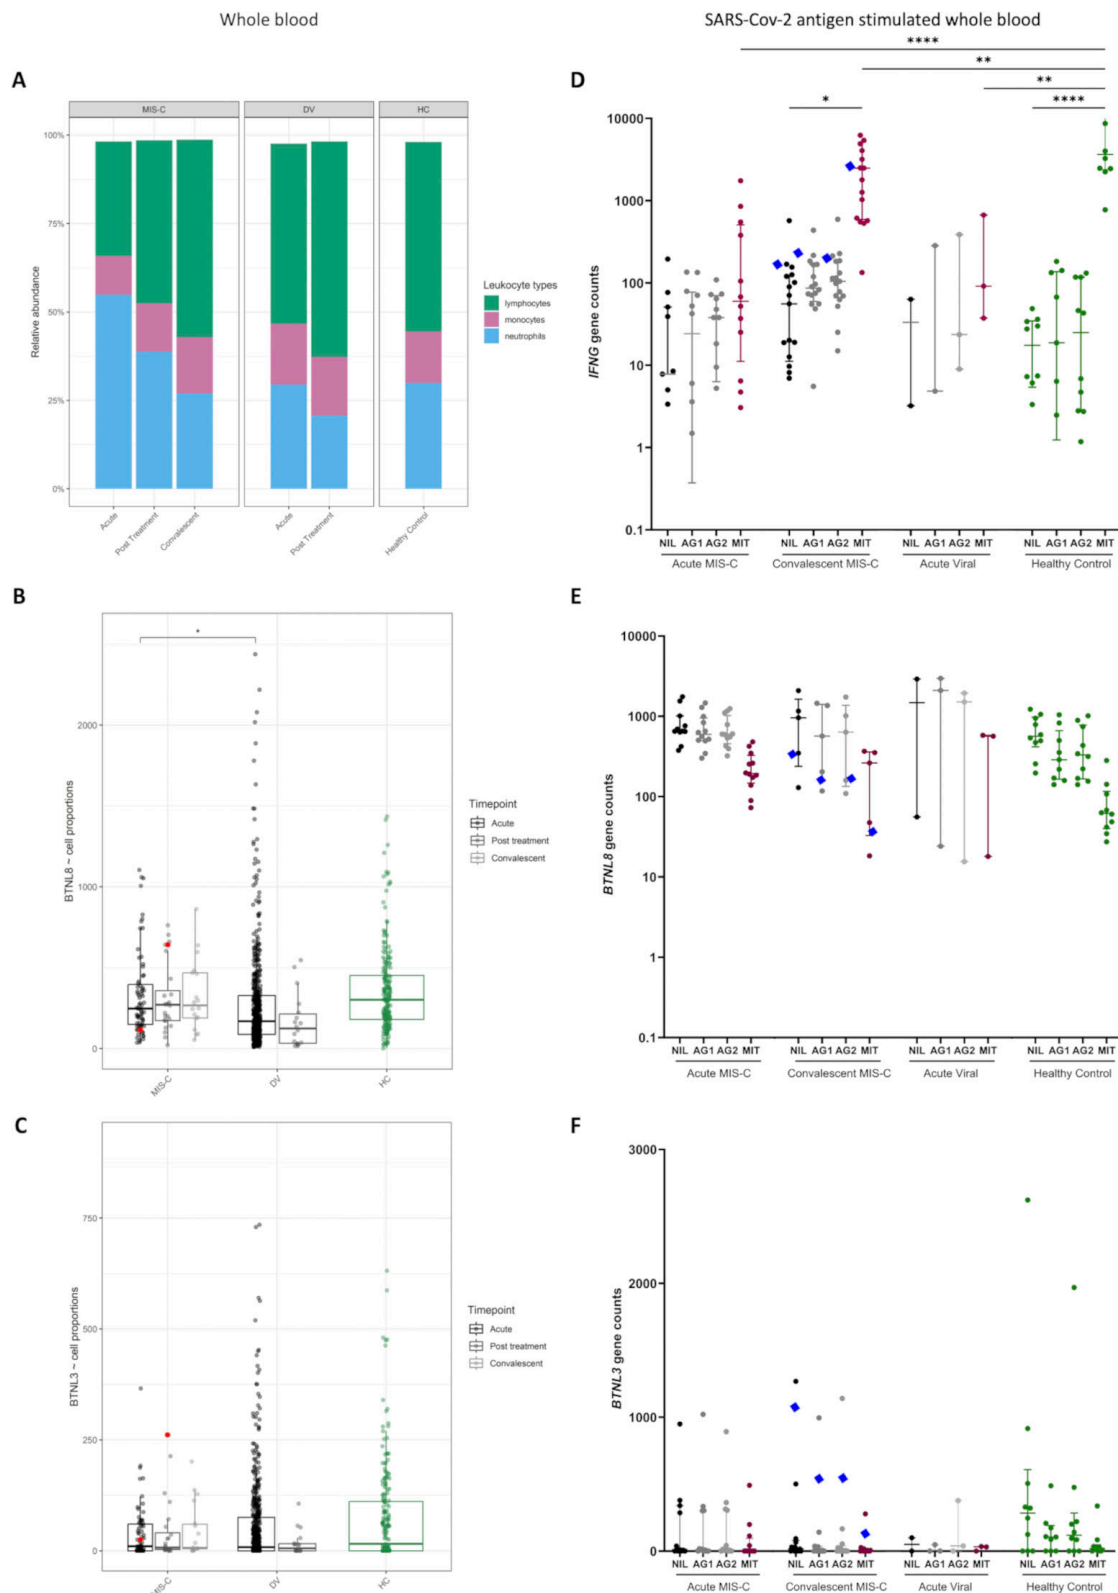 Whole blood
SARS-Cov-2 antigen stimulated whole blood
A
MIS-C
DV
HC
100%
75%
50%
25%
0%
Relative abundance
Acute
Post Treatment
Convalescent
Acute
Post Treatment
Healthy Control
Leukocyte types
lymphocytes
monocytes
neutrophils
D
****
**
**
*
****
10000
1000
100
10
1
0.1
IFNG gene counts
NIL AG1 AG2 MIT
NIL AG1 AG2 MIT
NIL AG1 AG2 MIT
NIL AG1 AG2 MIT
Acute MIS-C
Convalescent MIS-C
Acute Viral
Healthy Control
B
*
2000
1000
0
BTNL8 ~ cell proportions
MIS-C
DV
HC
Timepoint
Acute
Post treatment
Convalescent
E
10000
1000
100
10
1
0.1
BTNL8 gene counts
NIL AG1 AG2 MIT
NIL AG1 AG2 MIT
NIL AG1 AG2 MIT
NIL AG1 AG2 MIT
Acute MIS-C
Convalescent MIS-C
Acute Viral
Healthy Control
C
750
500
250
0
BTNL3 ~ cell proportions
MIS-C
DV
HC
Timepoint
Acute
Post treatment
Convalescent
F
3000
2000
1000
0
BTNL3 gene counts
NIL AG1 AG2 MIT
NIL AG1 AG2 MIT
NIL AG1 AG2 MIT
NIL AG1 AG2 MIT
Acute MIS-C
Convalescent MIS-C
Acute Viral
Healthy Control